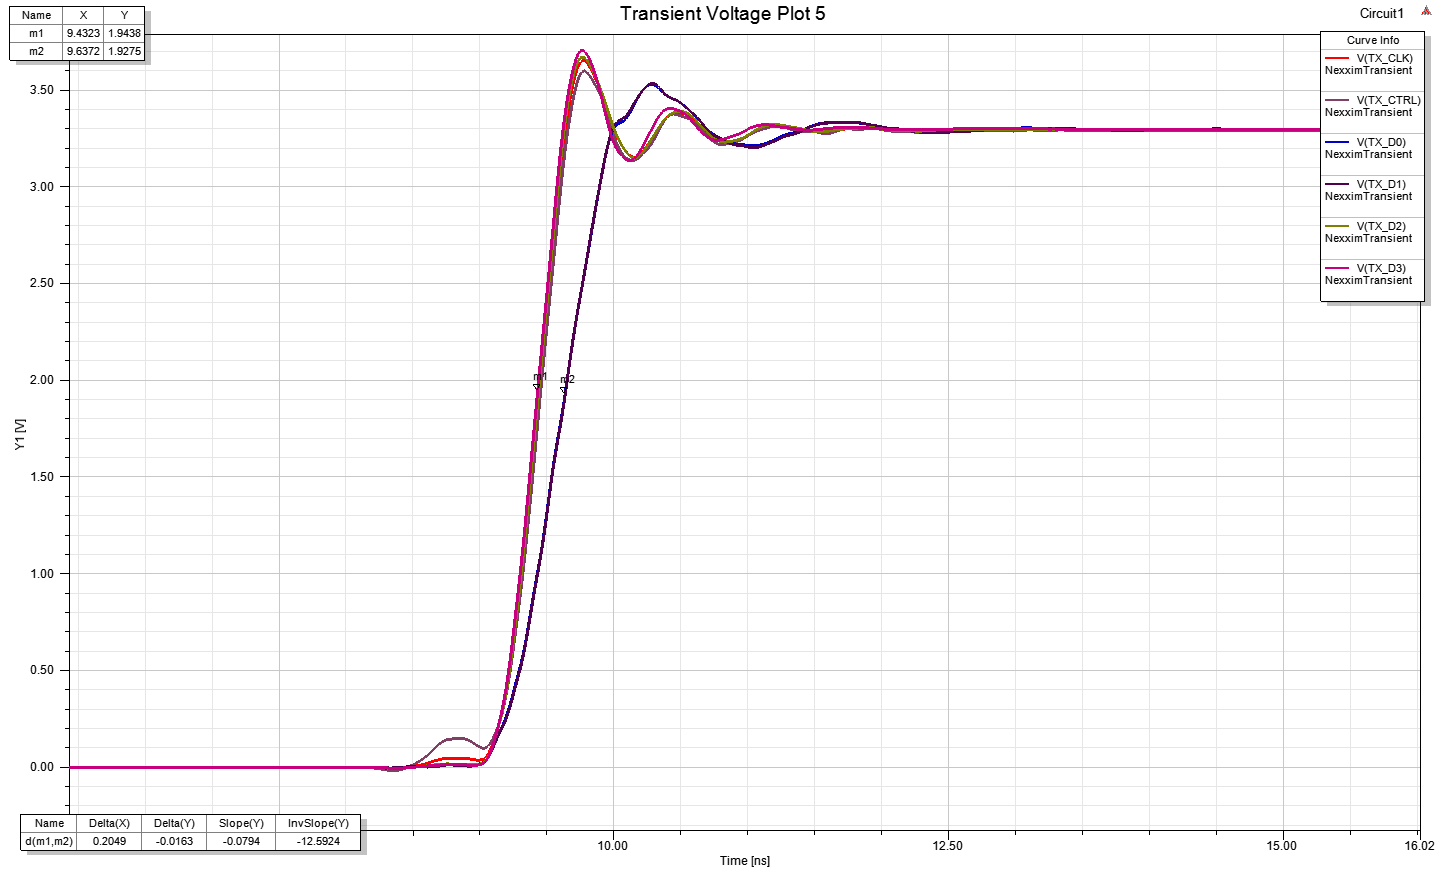 Transient Voltage Plot 5
Circuit1
Name X Y
m1 9.4323 1.9438
m2 9.6372 1.9275
Curve Info
V(TX_CLK)
NexximTransient
V(TX_CTRL)
NexximTransient
V(TX_D0)
NexximTransient
V(TX_D1)
NexximTransient
V(TX_D2)
NexximTransient
V(TX_D3)
NexximTransient
3.50
3.00
2.50
2.00
1.50
1.00
0.50
0.00
Y1 [V]
m1
m2
Name Delta(X) Delta(Y) Slope(Y) InvSlope(Y)
d(m1,m2) 0.2049 -0.0163 -0.0794 -12.5924
10.00 12.50 15.00 16.02
Time [ns]